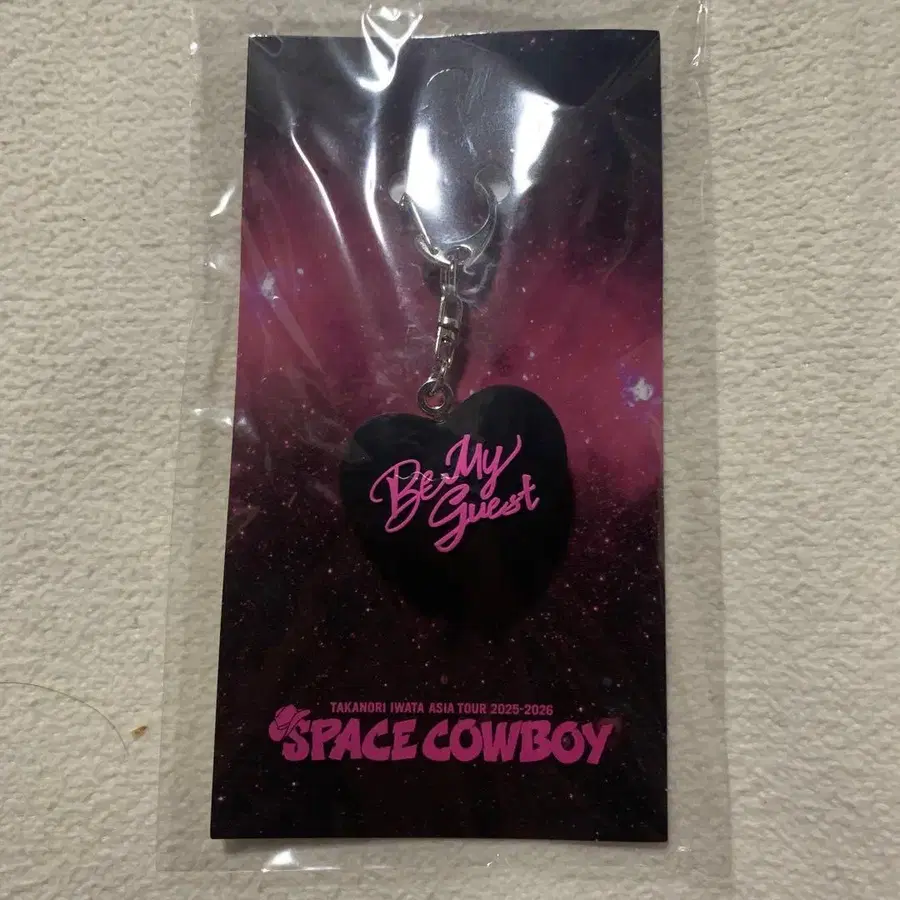 Be My
Guest
TAKANORI IWATA ASIA TOUR 2025-2026
SPACE COWBOY